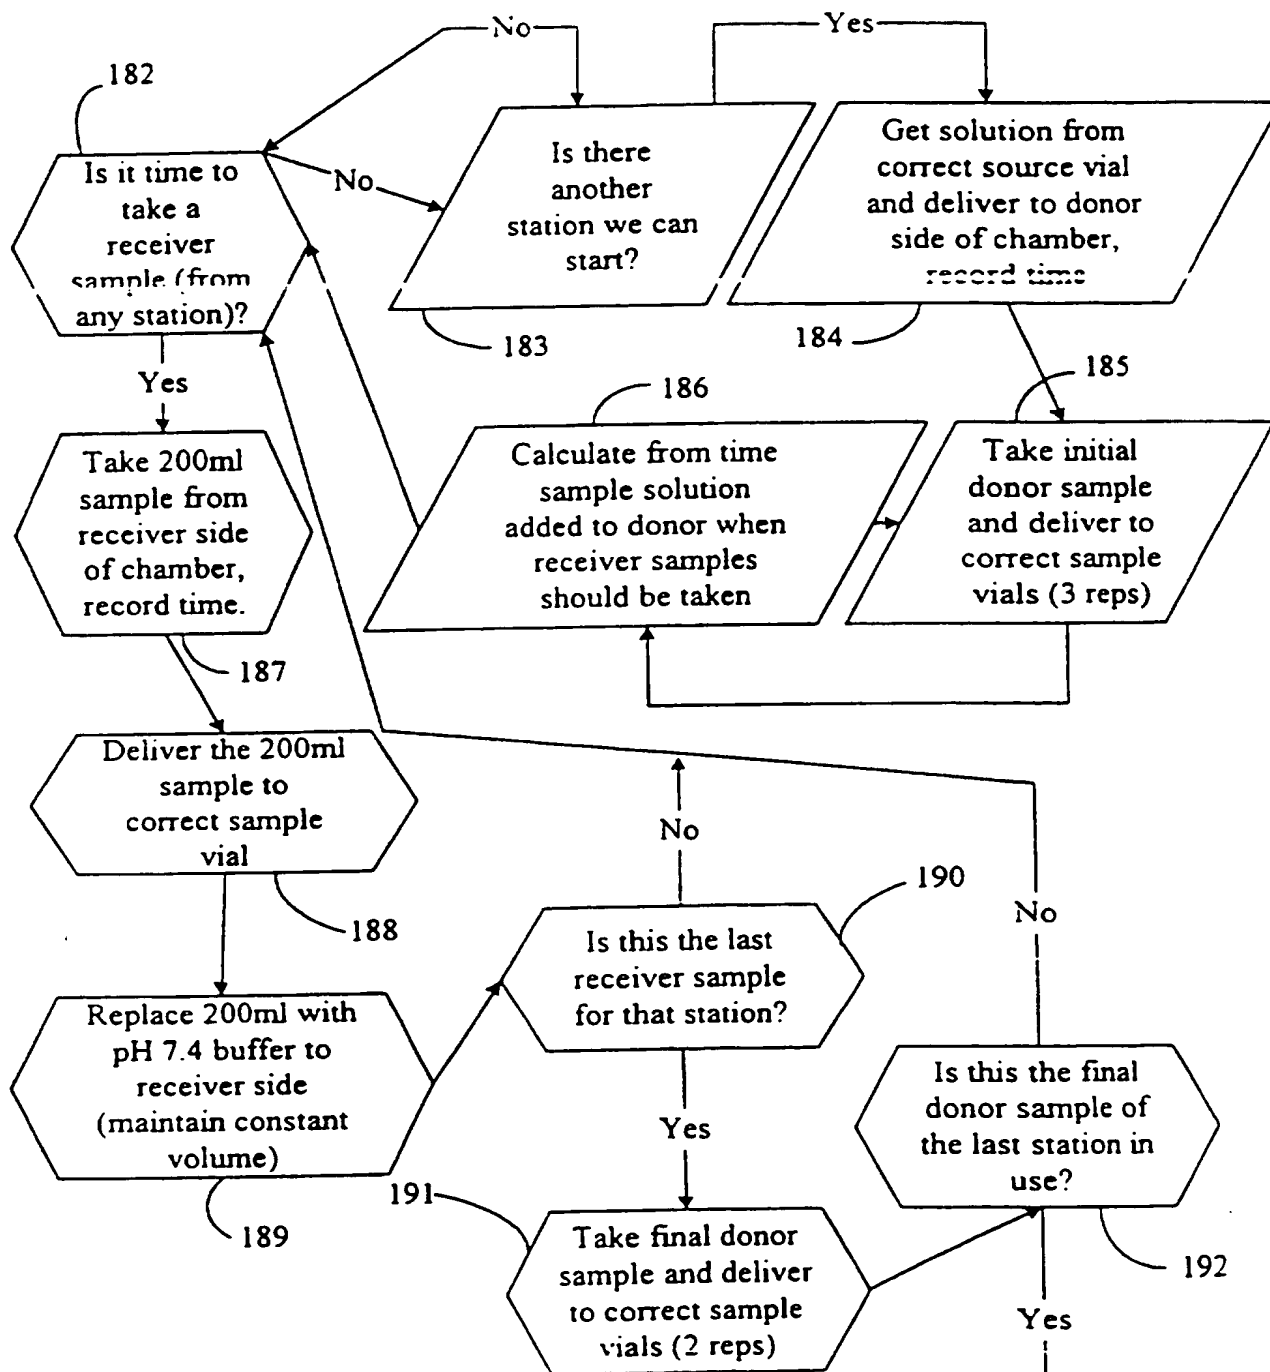 No
Yes
182
Is it time to
take a
receiver
sample (from
any station)?
No
Is there
another
station we can
start?
Get solution from
correct source vial
and deliver to donor
side of chamber,
record time
183
184
185
Yes
186
Take 200ml
sample from
receiver side
of chamber,
record time.
Calculate from time
sample solution
added to donor when
receiver samples
should be taken
Take initial
donor sample
and deliver to
correct sample
vials (3 reps)
187
Deliver the 200ml
sample to
correct sample
vial
No
190
188
Is this the last
receiver sample
for that station?
No
Replace 200ml with
pH 7.4 buffer to
receiver side
(maintain constant
volume)
Is this the final
donor sample of
the last station in
use?
Yes
191
189
Take final donor
sample and deliver
to correct sample
vials (2 reps)
192
Yes